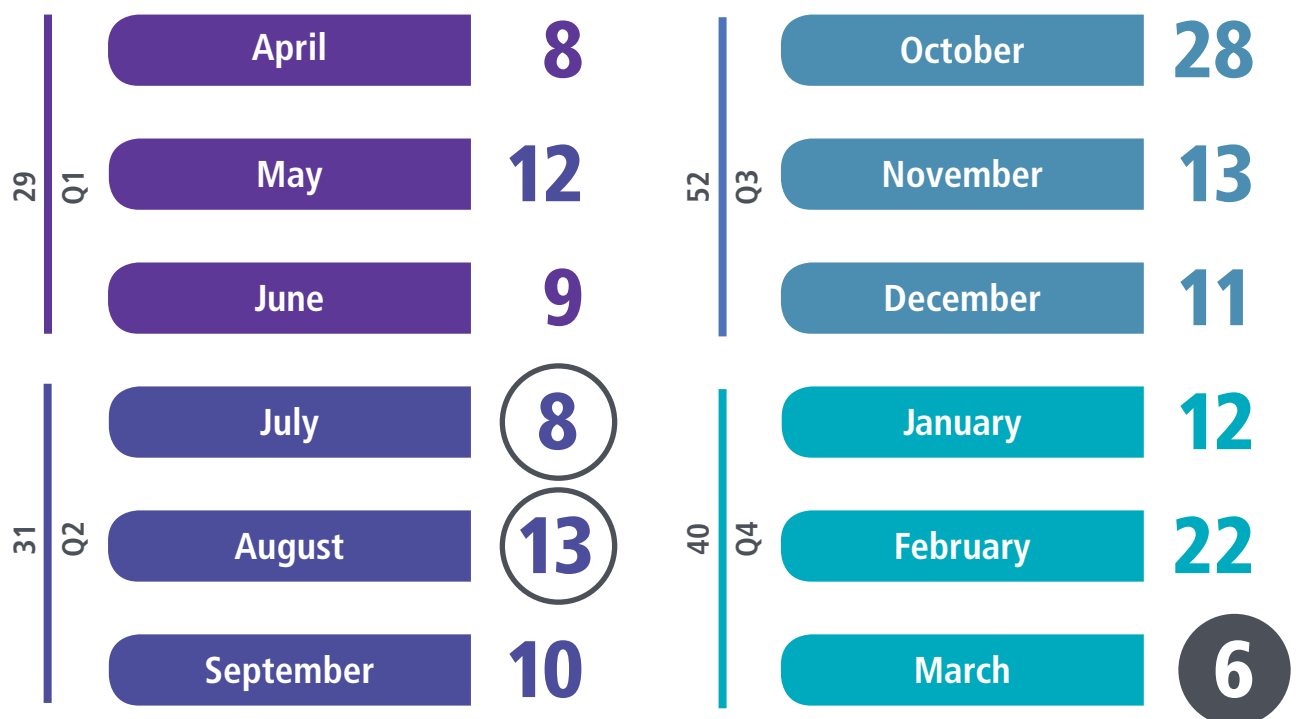 29
Q1
April 8
May 12
June 9
31
Q2
July 8
August 13
September 10
52
Q3
October 28
November 13
December 11
40
Q4
January 12
February 22
March 6